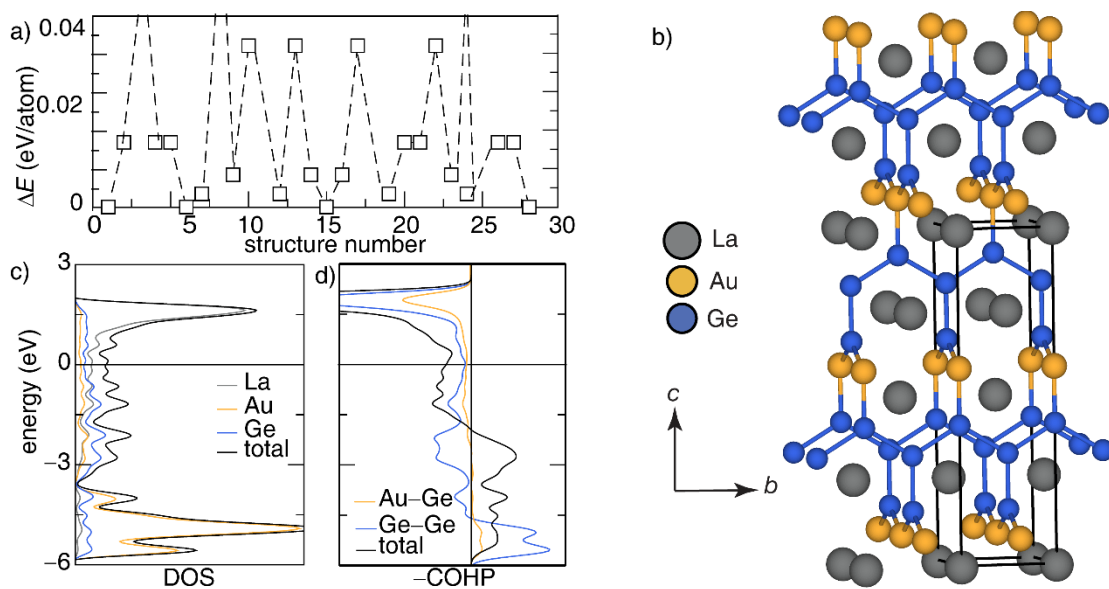 a)
ΔE (eV/atom)
0.04
0.02
0
0 5 10 15 20 25 30
structure number
b)
La
Au
Ge
c
b
c)
energy (eV)
3
0
−3
−6
La
Au
Ge
total
DOS
d)
Au−Ge
Ge−Ge
total
−COHP